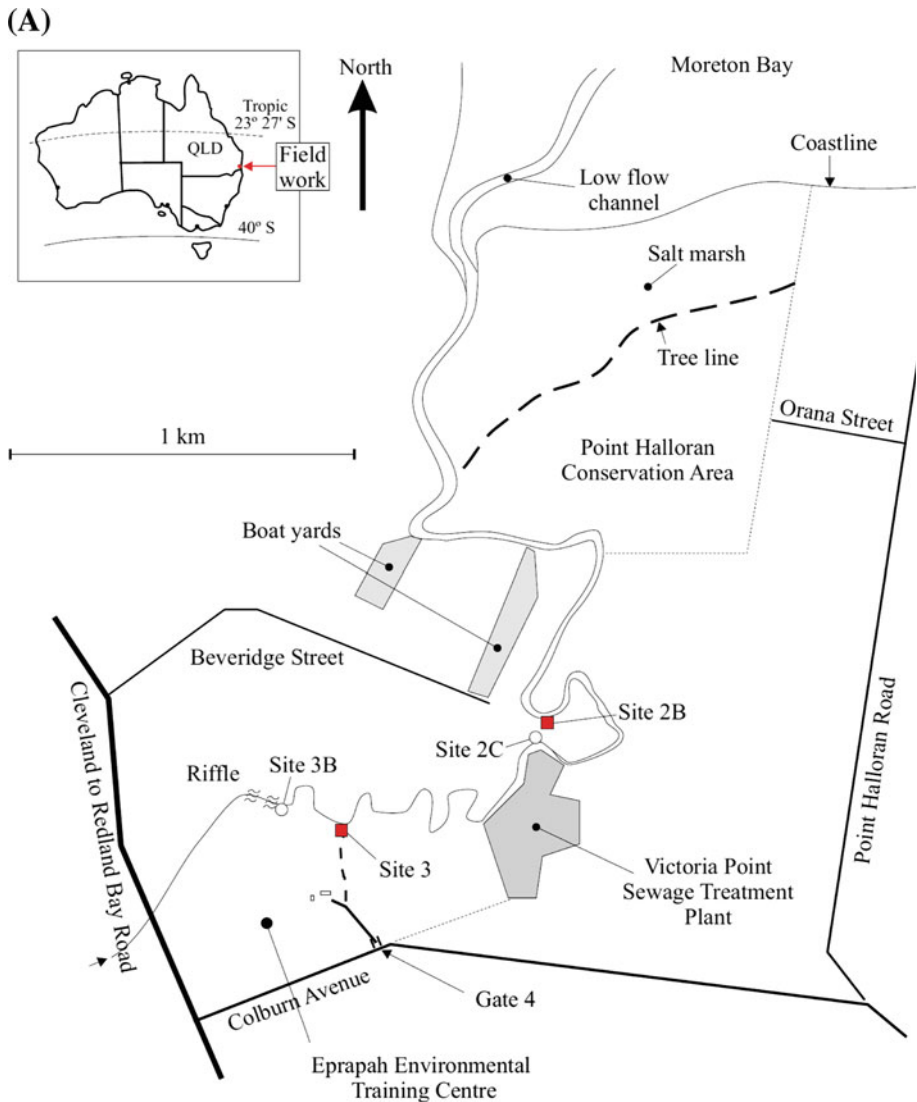 (A)
North
Moreton Bay
Tropic
23° 27' S
QLD
Field
work
40° S
Coastline
Low flow
channel
Salt marsh
Tree line
1 km
Orana Street
Point Halloran
Conservation Area
Boat yards
Beveridge Street
Cleveland to Redland Bay Road
Point Halloran Road
Site 2B
Site 2C
Riffle
Site 3B
Site 3
Victoria Point
Sewage Treatment
Plant
Colburn Avenue
Gate 4
Eprapah Environmental
Training Centre